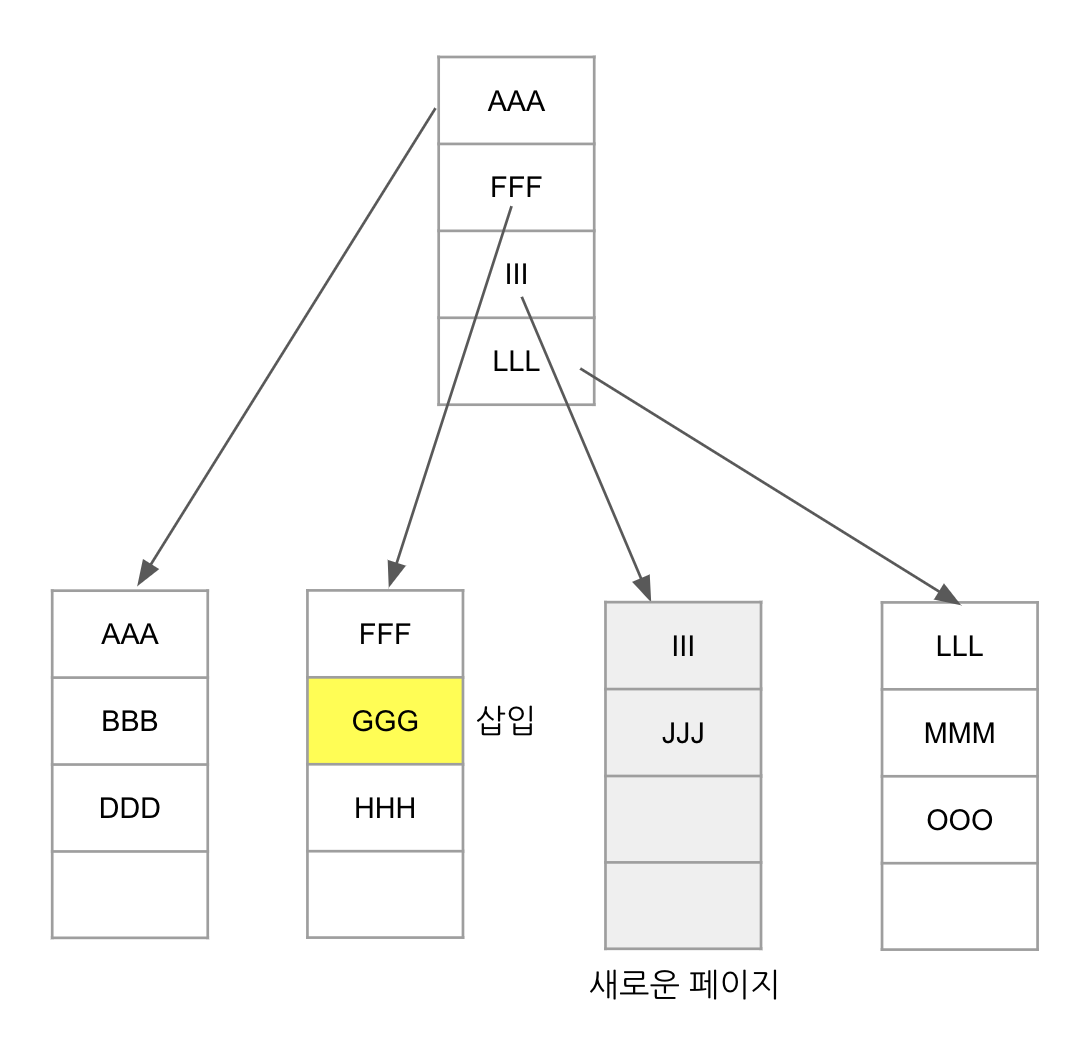 AAA
FFF
III
LLL
AAA
BBB
DDD
FFF
GGG
HHH
삽입
III
JJJ
LLL
MMM
OOO
새로운 페이지